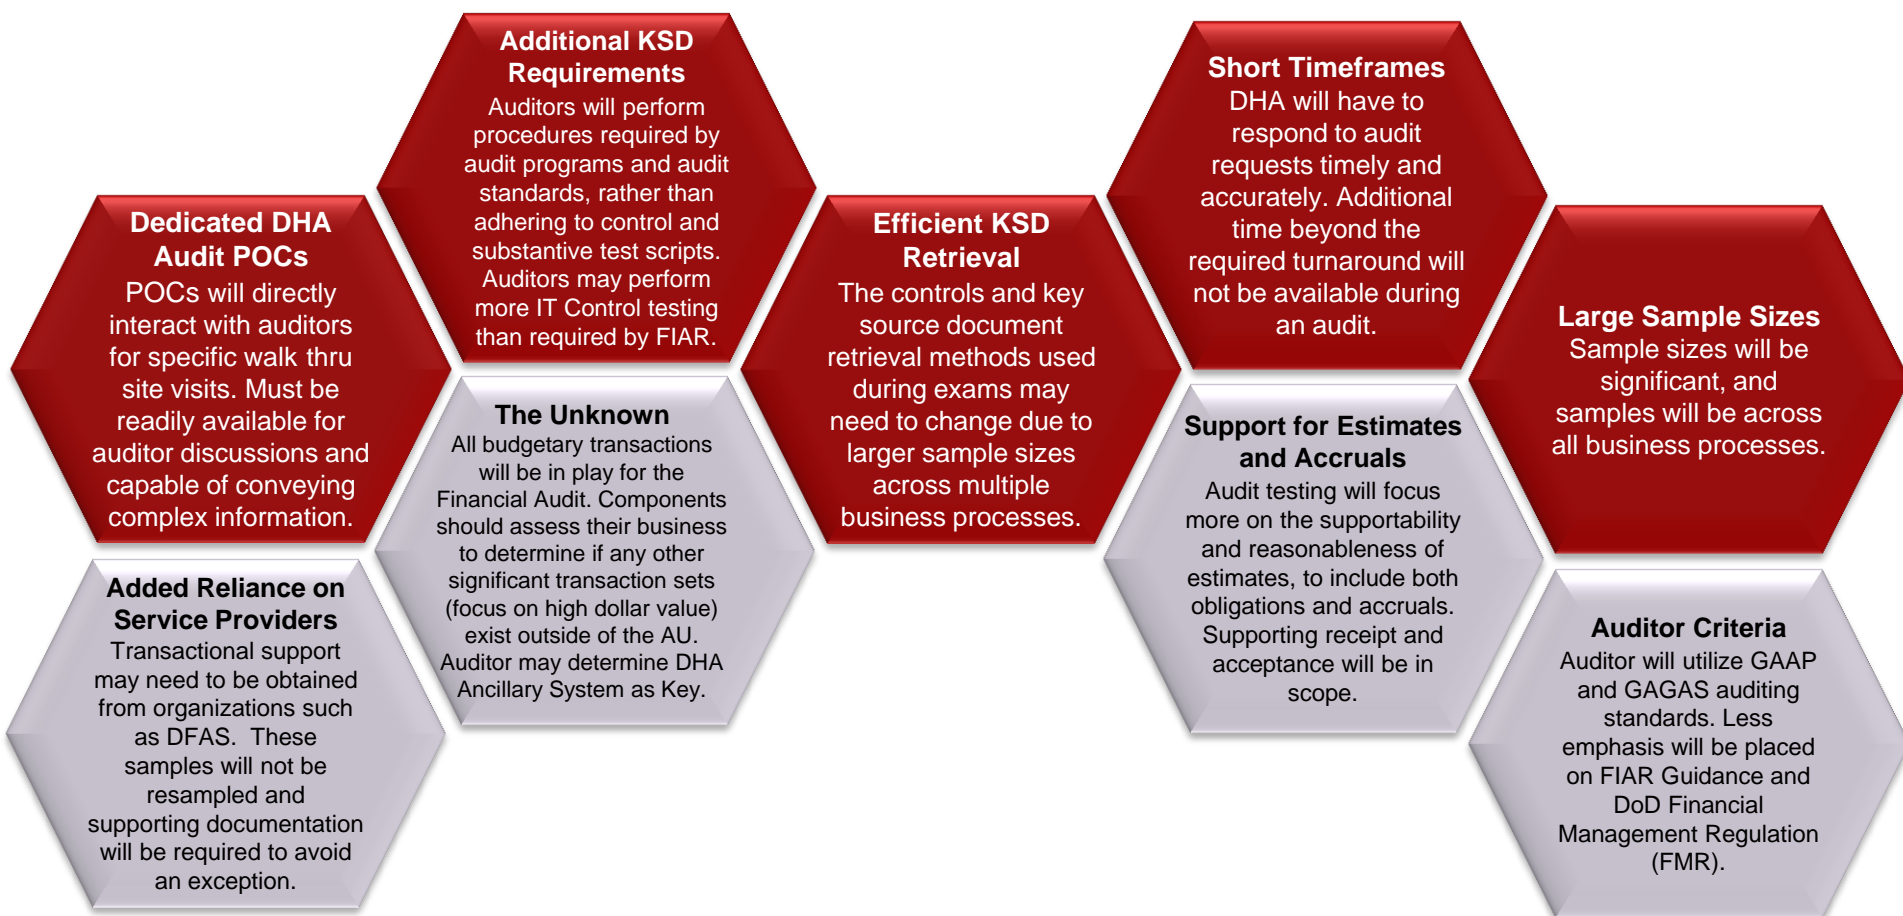 Additional KSD
Requirements
Auditors will perform
procedures required by
audit programs and audit
standards, rather than
adhering to control and
substantive test scripts.
Auditors may perform
more IT Control testing
than required by FIAR.
Short Timeframes
DHA will have to
respond to audit
requests timely and
accurately. Additional
time beyond the
required turnaround will
not be available during
an audit.
Dedicated DHA
Audit POCs
POCs will directly
interact with auditors
for specific walk thru
site visits. Must be
readily available for
auditor discussions and
capable of conveying
complex information.
Efficient KSD
Retrieval
The controls and key
source document
retrieval methods used
during exams may
need to change due to
larger sample sizes
across multiple
business processes.
Large Sample Sizes
Sample sizes will be
significant, and
samples will be across
all business processes.
The Unknown
All budgetary transactions
will be in play for the
Financial Audit. Components
should assess their business
to determine if any other
significant transaction sets
(focus on high dollar value)
exist outside of the AU.
Auditor may determine DHA
Ancillary System as Key.
Support for Estimates
and Accruals
Audit testing will focus
more on the supportability
and reasonableness of
estimates, to include both
obligations and accruals.
Supporting receipt and
acceptance will be in
scope.
Added Reliance on
Service Providers
Transactional support
may need to be obtained
from organizations such
as DFAS.  These
samples will not be
resampled and
supporting documentation
will be required to avoid
an exception.
Auditor Criteria
Auditor will utilize GAAP
and GAGAS auditing
standards. Less
emphasis will be placed
on FIAR Guidance and
DoD Financial
Management Regulation
(FMR).